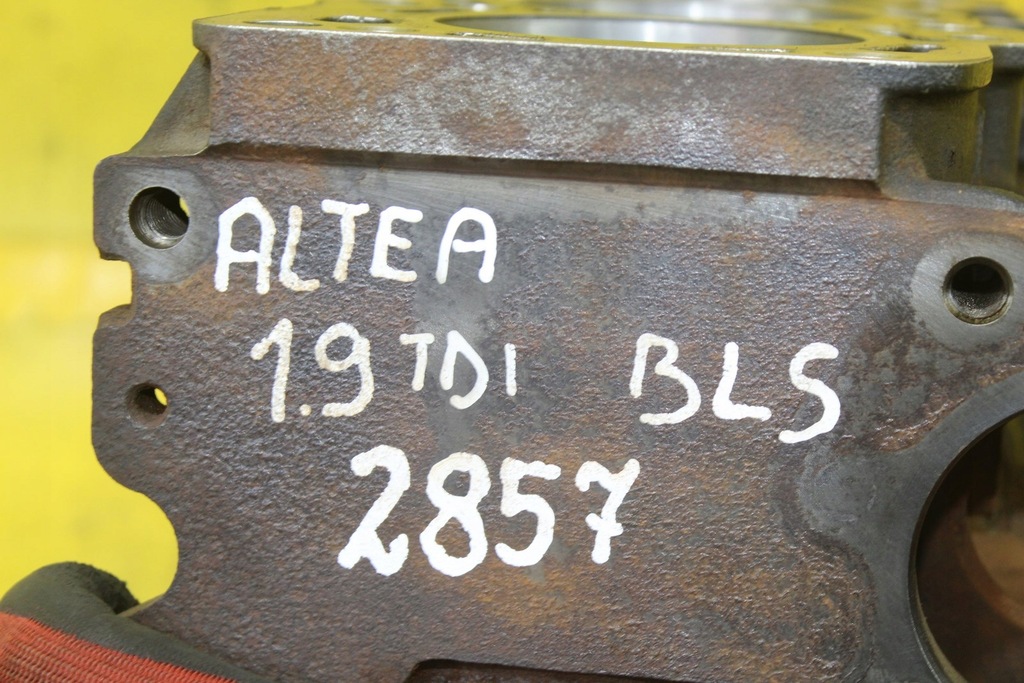 ALTEA
1.9 TDI BLS
2857